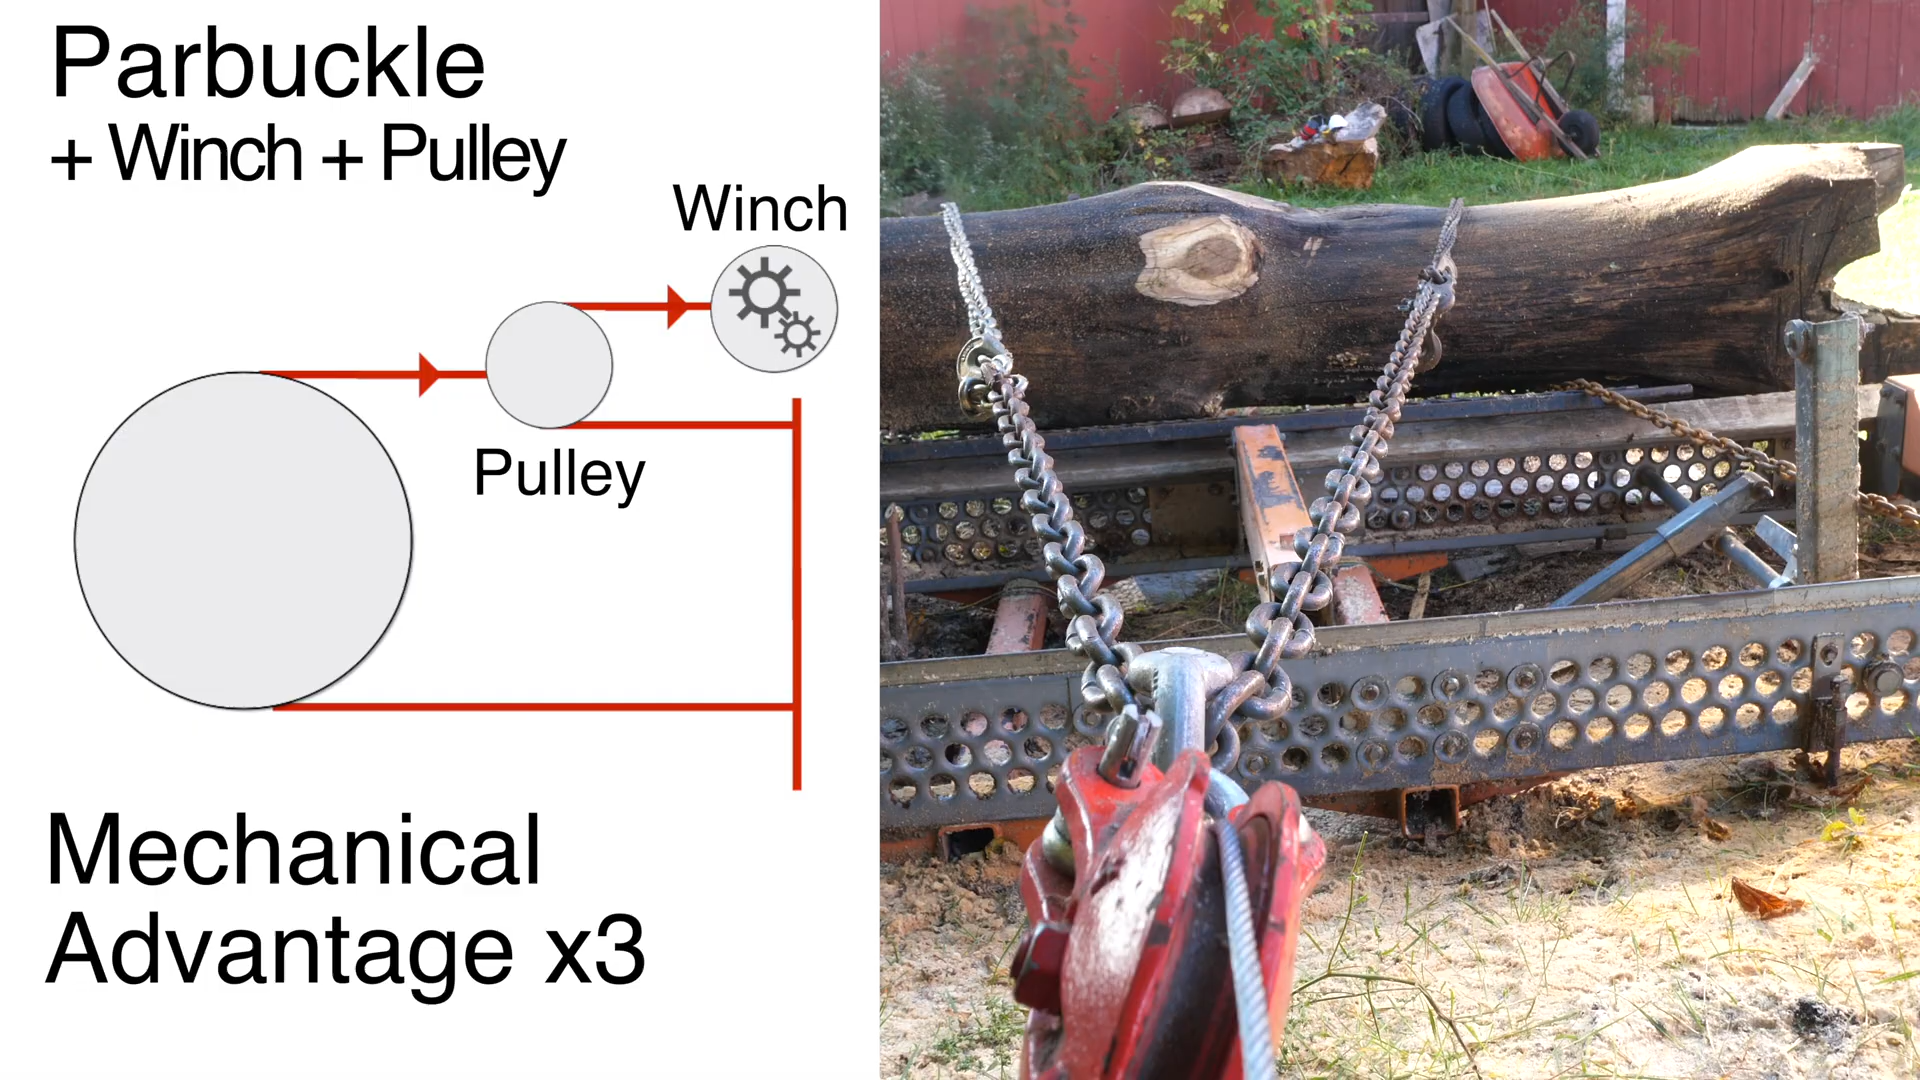 Parbuckle
+ Winch + Pulley
Winch
Pulley
Mechanical
Advantage x3